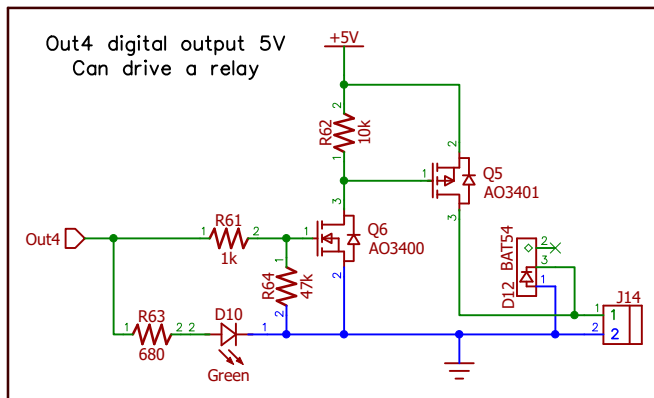 Out4 digital output 5V
Can drive a relay
+5V
2
R62
10k
1
2
1
Q5
AO3401
3
3
Q6
AO3400
1
2
Out4
R61
1
2
1k
1
R64
47k
2
R63
1
2
680
D10
2
1
Green
D12
BAT54
2
3
1
J14
1
1
2
2